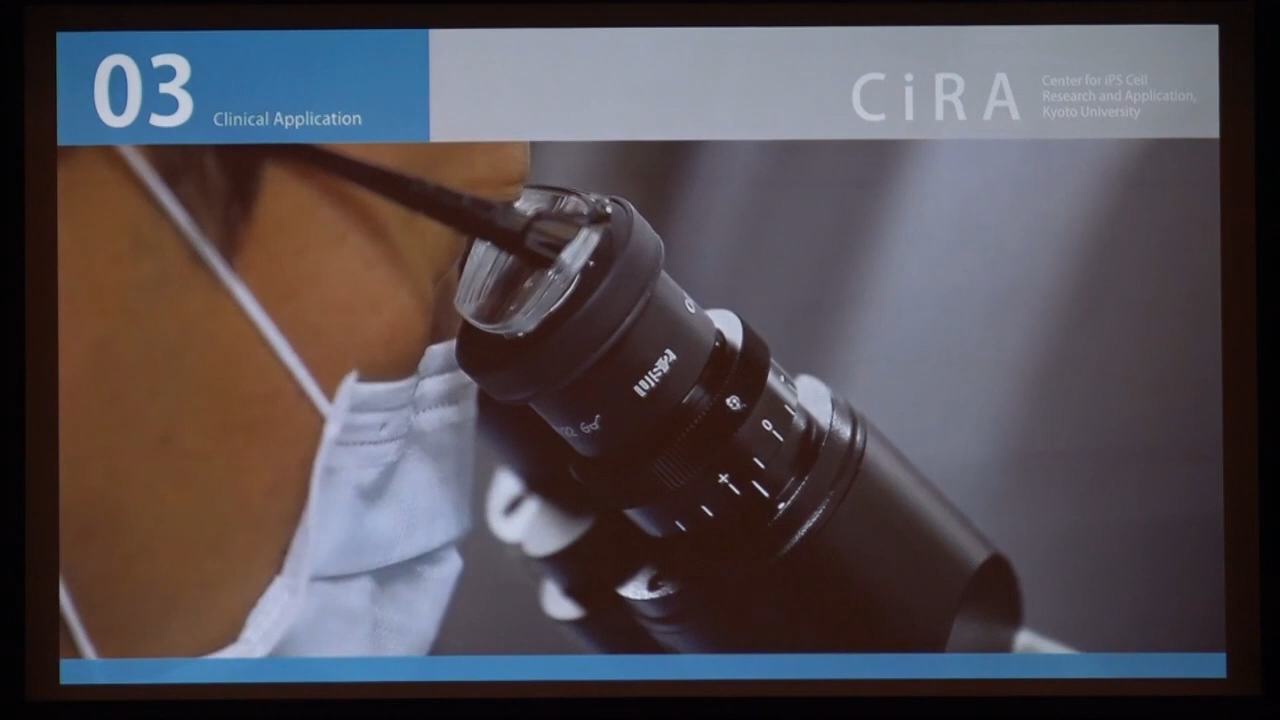 03
Clinical Application
CiRA
Center for iPS Cell
Research and Application,
Kyoto University